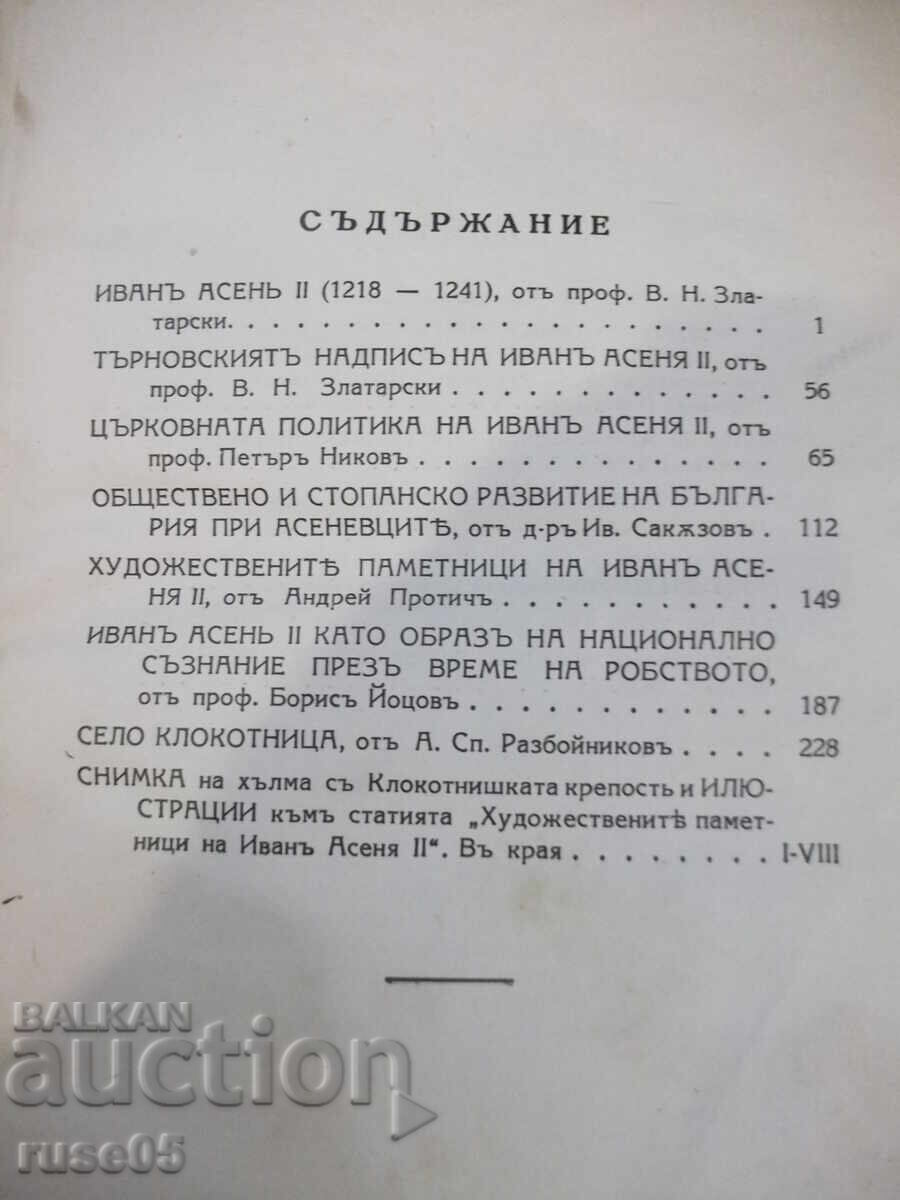 СЪДЪРЖАНИЕ
ИВАНЪ АСЕНЬ II (1218 — 1241), отъ проф. В. Н. Зла-
тарски. . . . . . . . . . . . . . . . . . . . . . 1
ТЪРНОВСКИЯТЪ НАДПИСЪ НА ИВАНЪ АСЕНЯ II, отъ
проф. В. Н. Златарски . . . . . . . . . . . . . 56
ЦЪРКОВНАТА ПОЛИТИКА НА ИВАНЪ АСЕНЯ II, отъ
проф. Петъръ Никовъ . . . . . . . . . . . . . . 65
ОБЩЕСТВЕНО И СТОПАНСКО РАЗВИТИЕ НА БЪЛГА-
РИЯ ПРИ АСЕНЕВЦИТѢ, отъ д-ръ Ив. Сакѫзовъ . 112
ХУДОЖЕСТВЕНИТѢ ПАМЕТНИЦИ НА ИВАНЪ АСЕ-
НЯ II, отъ Андрей Протичъ . . . . . . . . . . . 149
ИВАНЪ АСЕНЬ II КАТО ОБРАЗЪ НА НАЦИОНАЛНО
СЪЗНАНИЕ ПРЕЗЪ ВРЕМЕ НА РОБСТВОТО,
отъ проф. Борисъ Йоцовъ . . . . . . . . . . . . 187
СЕЛО КЛОКОТНИЦА, отъ А. Сп. Разбойниковъ . . . . 228
СНИМКА на хълма съ Клокотнишката крепость и ИЛЮ-
СТРАЦИИ къмъ статията „Художественитѣ памет-
ници на Иванъ Асеня II“. Въ края . . . . . . . . I-VIII
BALKAN
auction
ruse05